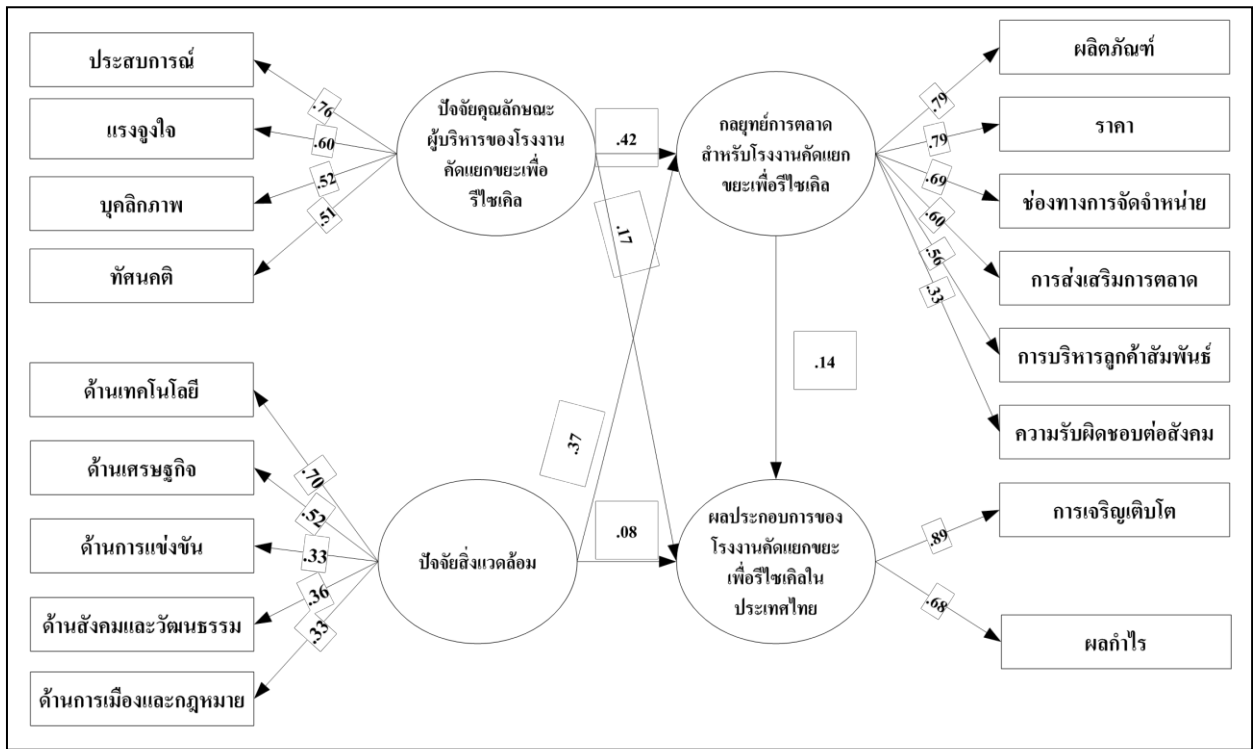 ประสบการณ์
แรงจูงใจ
บุคลิกภาพ
ทัศนคติ
.76
.60
.52
.51
ปัจจัยคุณลักษณะ
ผู้บริหารของโรงงาน
คัดแยกขยะเพื่อ
รีไซเคิล
.42
.17
กลยุทย์การตลาด
สำหรับโรงงานคัดแยก
ขยะเพื่อรีไซเคิล
.79
.79
.69
.60
.56
.33
ผลิตภัณฑ์
ราคา
ช่องทางการจัดจำหน่าย
การส่งเสริมการตลาด
การบริหารลูกค้าสัมพันธ์
ความรับผิดชอบต่อสังคม
ด้านเทคโนโลยี
ด้านเศรษฐกิจ
ด้านการแข่งขัน
ด้านสังคมและวัฒนธรรม
ด้านการเมืองและกฎหมาย
.70
.52
.33
.36
.33
ปัจจัยสิ่งแวดล้อม
.37
.08
.14
ผลประกอบการของ
โรงงานคัดแยกขยะ
เพื่อรีไซเคิลใน
ประเทศไทย
.89
.68
การเจริญเติบโต
ผลกำไร